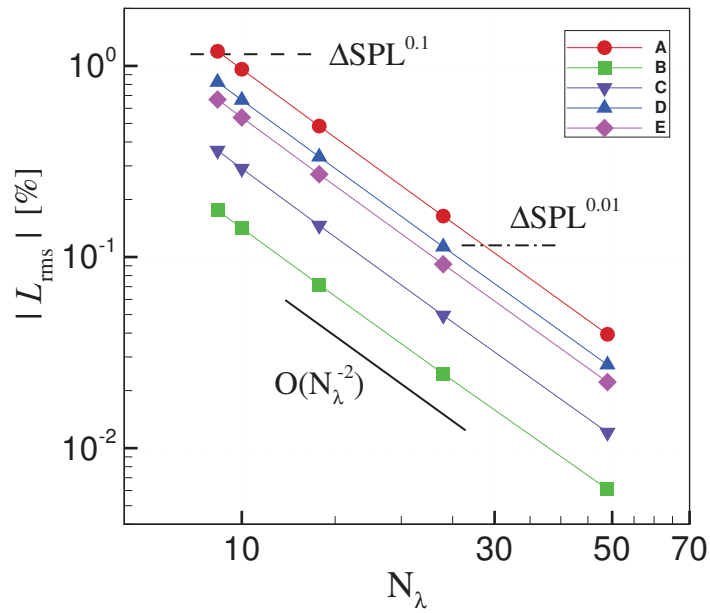 ΔSPL^0.1
A
B
C
D
E
10^0
10^-1
10^-2
| L_rms | [%]
ΔSPL^0.01
O(N_λ^-2)
10
30
50
70
N_λ